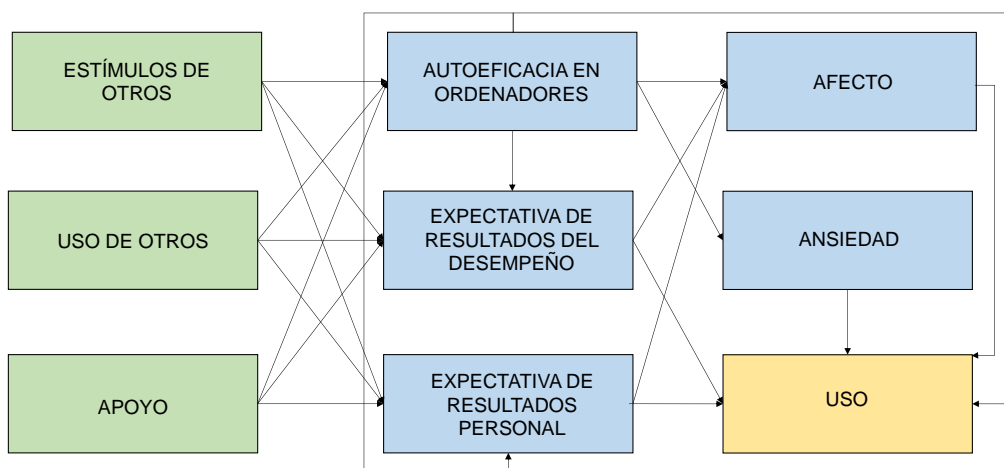 ESTÍMULOS DE
OTROS
AUTOEFICACIA EN
ORDENADORES
AFECTO
USO DE OTROS
EXPECTATIVA DE
RESULTADOS DEL
DESEMPEÑO
ANSIEDAD
APOYO
EXPECTATIVA DE
RESULTADOS
PERSONAL
USO